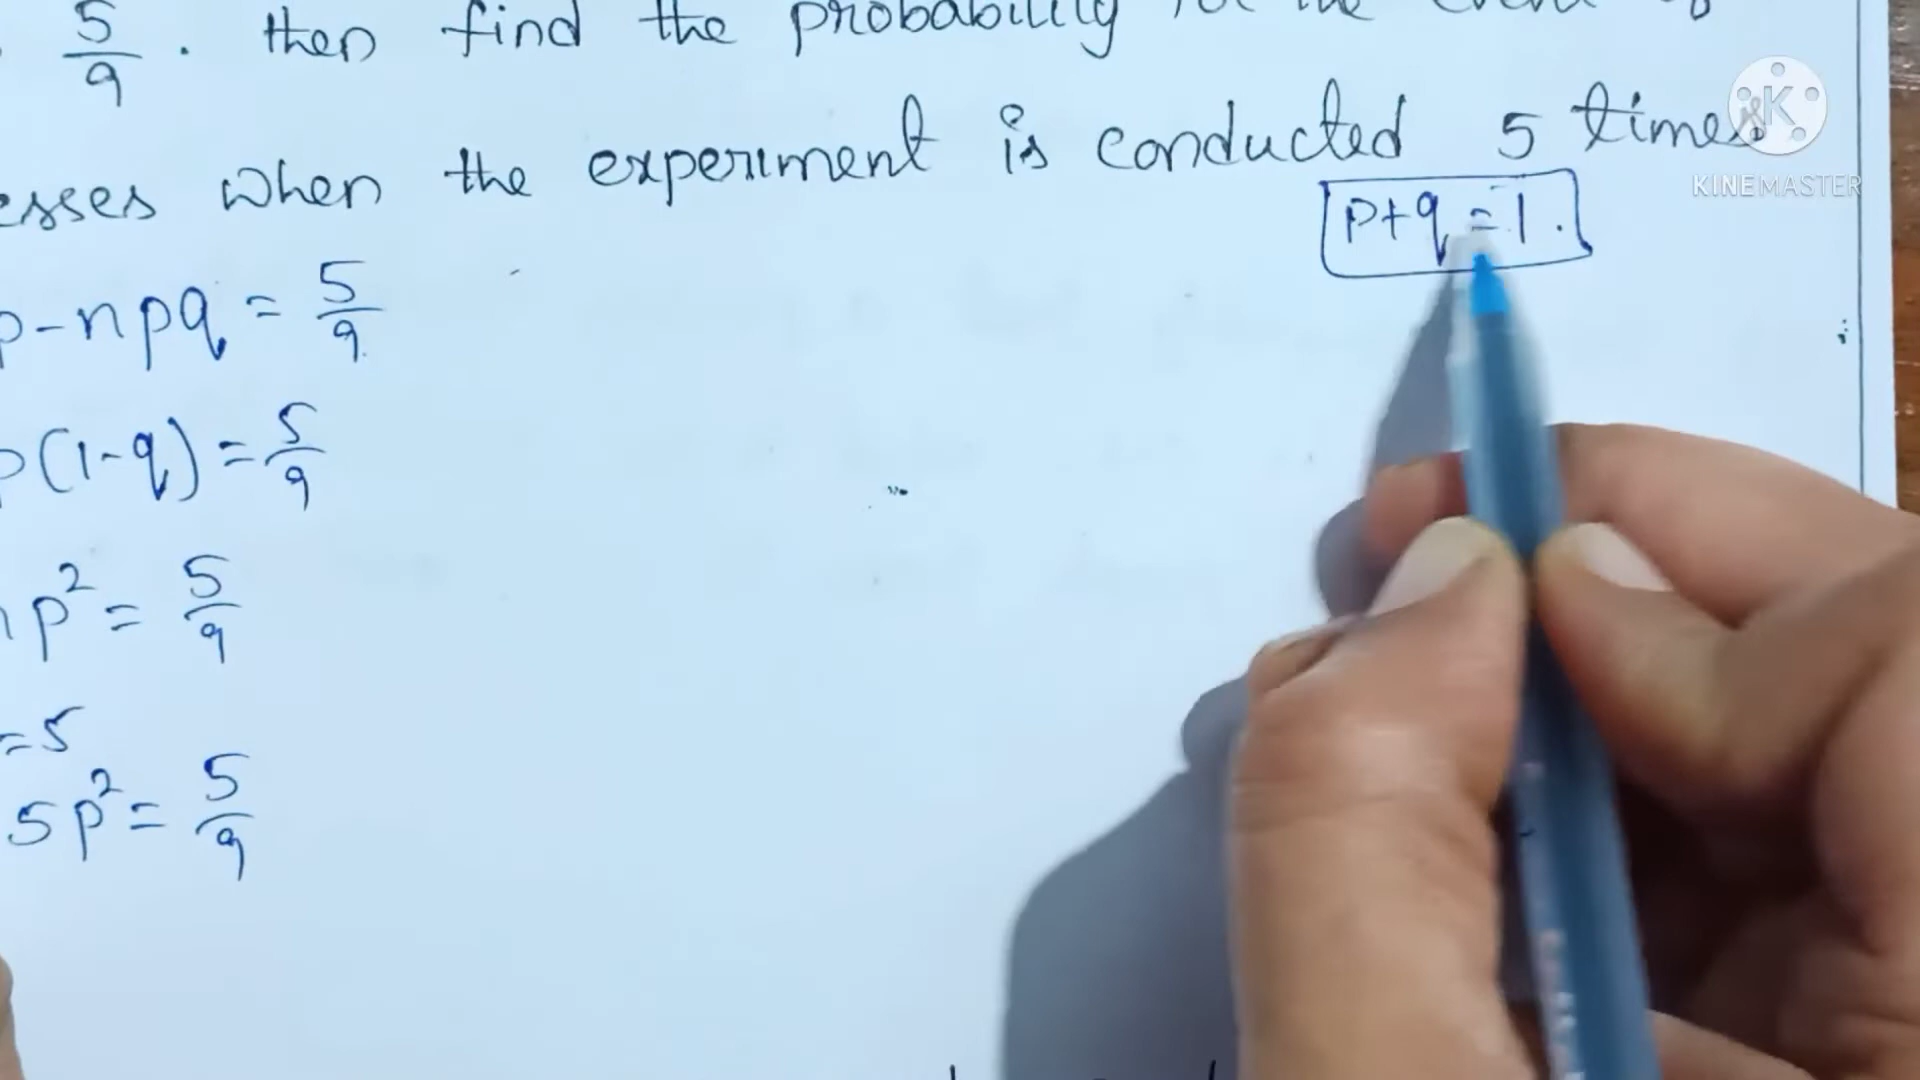 5/9 . then find the probability
esses when the experiment is conducted 5 times
p+q=1.
p-npq = 5/9
p(1-q) = 5/9
p² = 5/9
=5
5p² = 5/9
K
KINEMASTER